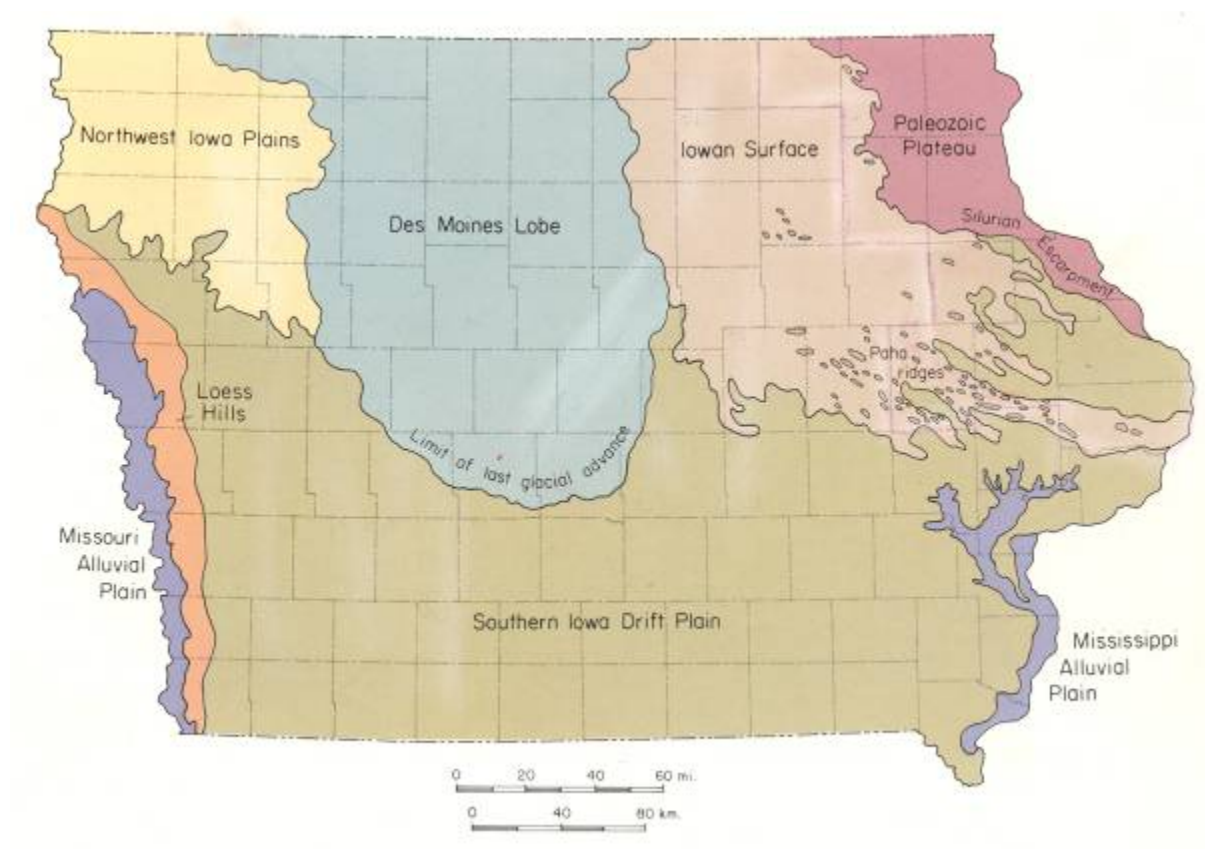 Northwest Iowa Plains
Des Moines Lobe
Iowan Surface
Paleozoic
Plateau
Silurian Escarpment
Paha
ridges
Loess
Hills
Limit of last glacial advance
Missouri
Alluvial
Plain
Southern Iowa Drift Plain
Mississippi
Alluvial
Plain
0 20 40 60 mi.
0 40 80 km.